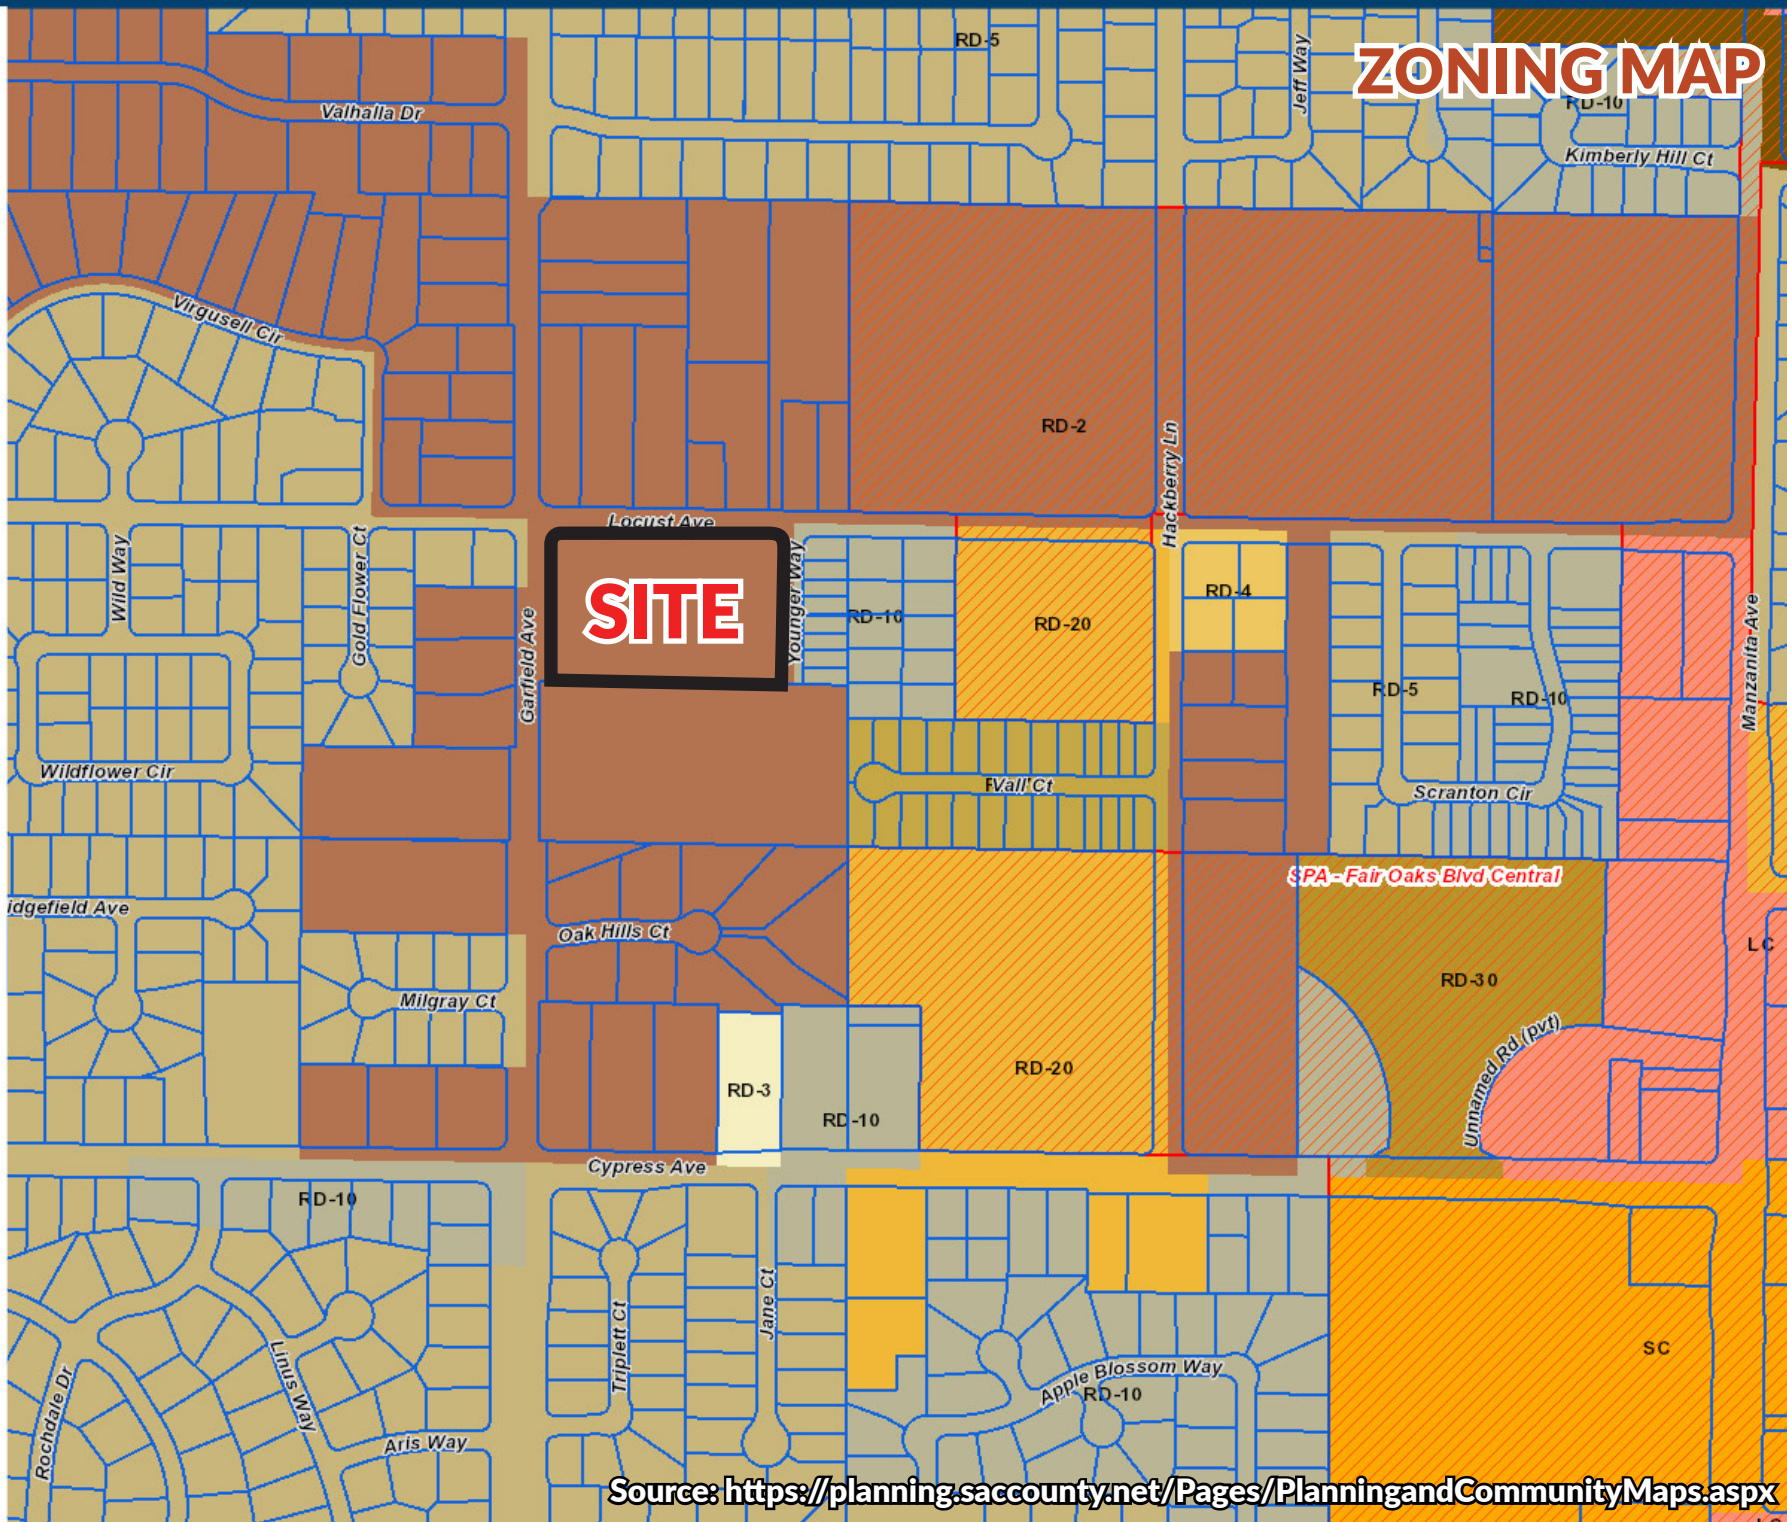 RD-5
Jeff Way
ZONING MAP
RD-10
Valhalla Dr
Kimberly Hill Ct
Virgusell Cir
RD-2
Hackberry Ln
Locust Ave
Wild Way
Gold Flower Ct
Garfield Ave
SITE
Younger Way
RD-10
RD-20
RD-4
RD-5
RD-10
Manzanita Ave
Wildflower Cir
Vall Ct
Scranton Cir
SPA - Fair Oaks Blvd Central
idgefield Ave
Oak Hills Ct
LC
RD-30
Milgray Ct
Unnamed Rd (pvt)
RD-20
RD-3
RD-10
Cypress Ave
RD-10
Triplett Ct
Jane Ct
Linus Way
SC
Apple Blossom Way
RD-10
Rochdale Dr
Aris Way
Source: https://planning.saccounty.net/Pages/PlanningandCommunityMaps.aspx